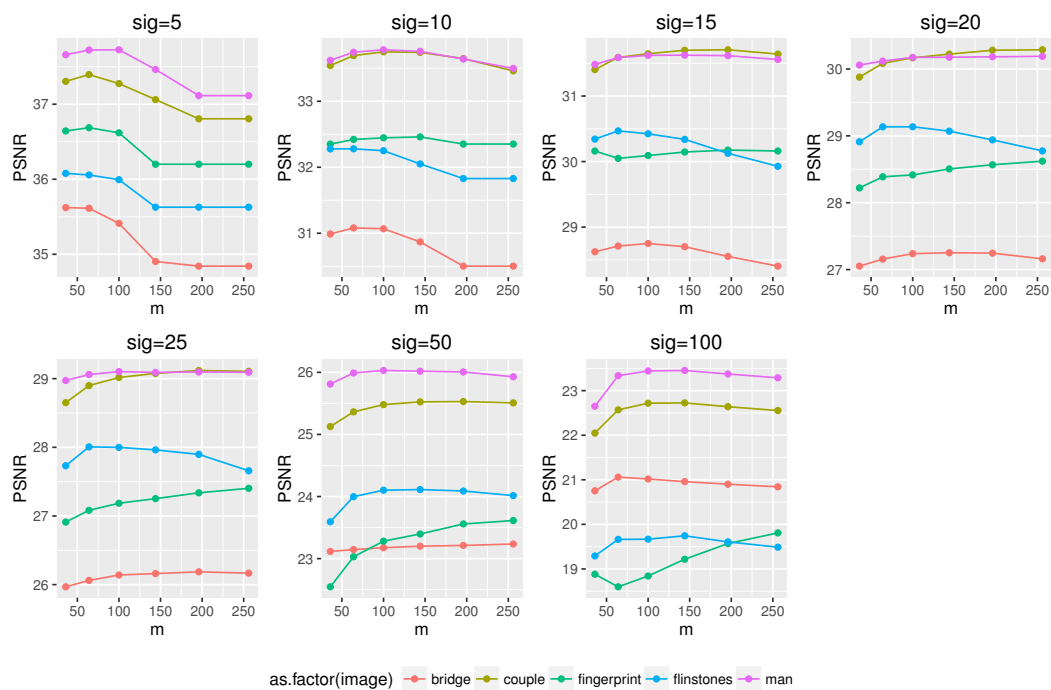 sig=5 sig=10 sig=15 sig=20
PSNR 37 36 35
PSNR 33 32 31
PSNR 31 30 29
PSNR 30 29 28 27
50 100 150 200 250 50 100 150 200 250 50 100 150 200 250 50 100 150 200 250
m m m m
sig=25 sig=50 sig=100
PSNR 29 28 27 26
PSNR 26 25 24 23
PSNR 23 22 21 20 19
50 100 150 200 250 50 100 150 200 250 50 100 150 200 250
m m m
as.factor(image) bridge couple fingerprint flinstones man